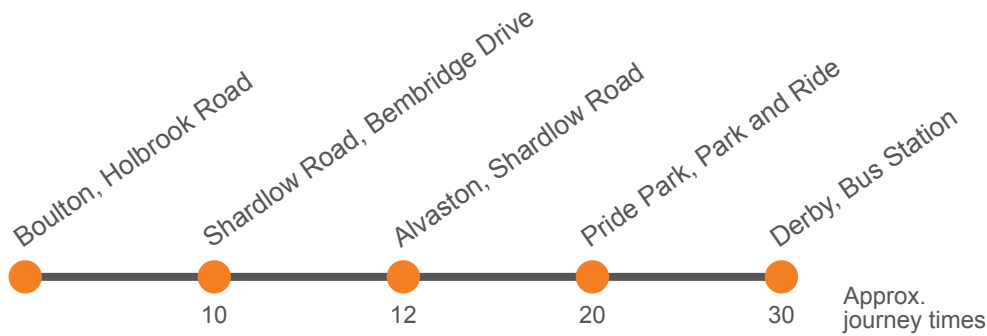 Boulton, Holbrook Road
Shardlow Road, Bembridge Drive
Alvaston, Shardlow Road
Pride Park, Park and Ride
Derby, Bus Station
10
12
20
30
Approx.
journey times